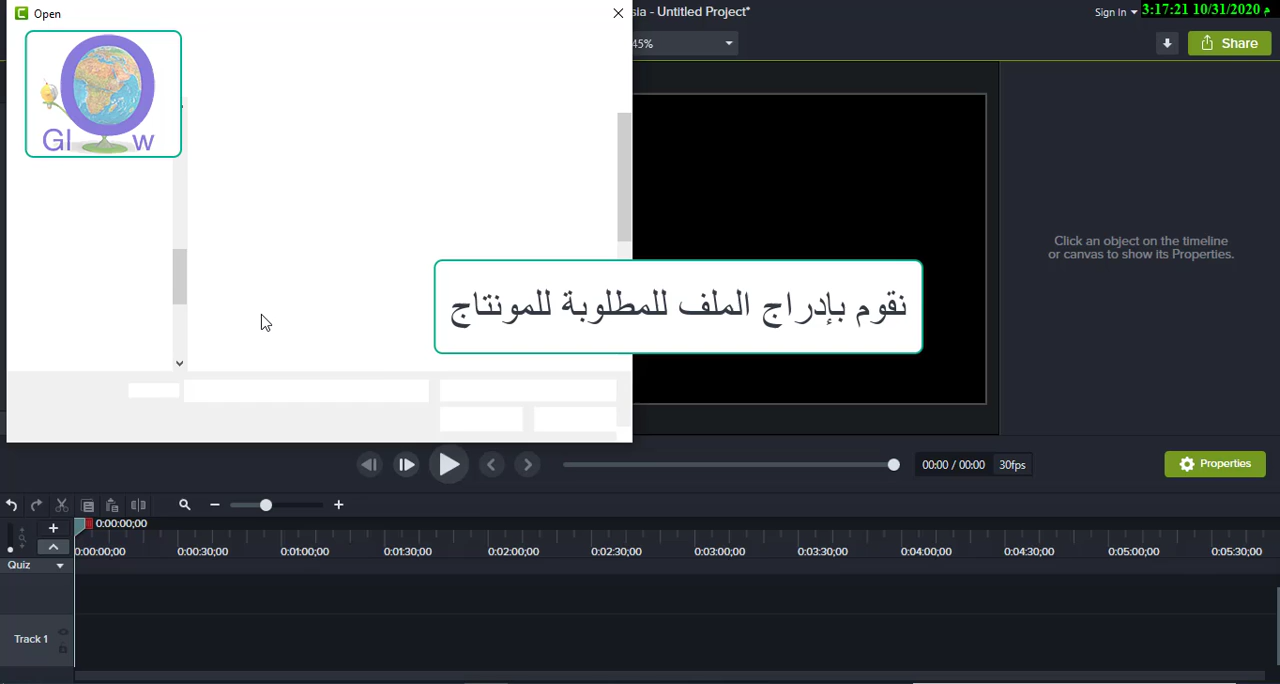 Open
sia - Untitled Project*
Sign In
3:17:21 10/31/2020 م
45%
Share
Glow
Click an object on the timeline
or canvas to show its Properties.
نقوم بإدراج الملف للمطلوبة للمونتاج
00:00 / 00:00
30fps
Properties
0:00:00;00
0:00:00;00 0:00:30;00 0:01:00;00 0:01:30;00 0:02:00;00 0:02:30;00 0:03:00;00 0:03:30;00 0:04:00;00 0:04:30;00 0:05:00;00 0:05:30;00
Quiz
Track 1